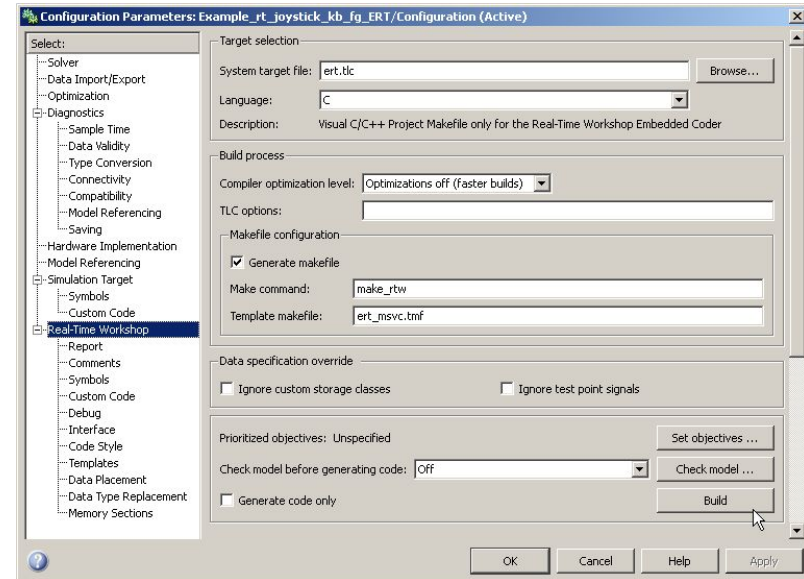 Configuration Parameters: Example_rt_joystick_kb_fg_ERT/Configuration (Active)
Select:
Solver
Data Import/Export
Optimization
Diagnostics
Sample Time
Data Validity
Type Conversion
Connectivity
Compatibility
Model Referencing
Saving
Hardware Implementation
Model Referencing
Simulation Target
Symbols
Custom Code
Real-Time Workshop
Report
Comments
Symbols
Custom Code
Debug
Interface
Code Style
Templates
Data Placement
Data Type Replacement
Memory Sections
Target selection
System target file: ert.tlc Browse...
Language: C
Description: Visual C/C++ Project Makefile only for the Real-Time Workshop Embedded Coder
Build process
Compiler optimization level: Optimizations off (faster builds)
TLC options:
Makefile configuration
Generate makefile
Make command: make_rtw
Template makefile: ert_msvc.tmf
Data specification override
Ignore custom storage classes Ignore test point signals
Prioritized objectives: Unspecified Set objectives ...
Check model before generating code: Off Check model ...
Generate code only Build
OK Cancel Help Apply